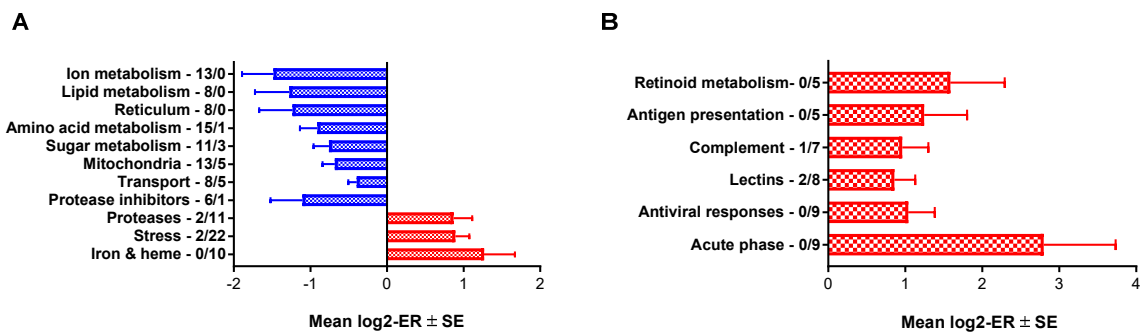 A
Ion metabolism - 13/0
Lipid metabolism - 8/0
Reticulum - 8/0
Amino acid metabolism - 15/1
Sugar metabolism - 11/3
Mitochondria - 13/5
Transport - 8/5
Protease inhibitors - 6/1
Proteases - 2/11
Stress - 2/22
Iron & heme - 0/10
-2 -1 0 1 2
Mean log2-ER ± SE
B
Retinoid metabolism- 0/5
Antigen presentation - 0/5
Complement - 1/7
Lectins - 2/8
Antiviral responses - 0/9
Acute phase - 0/9
0 1 2 3 4
Mean log2-ER ± SE